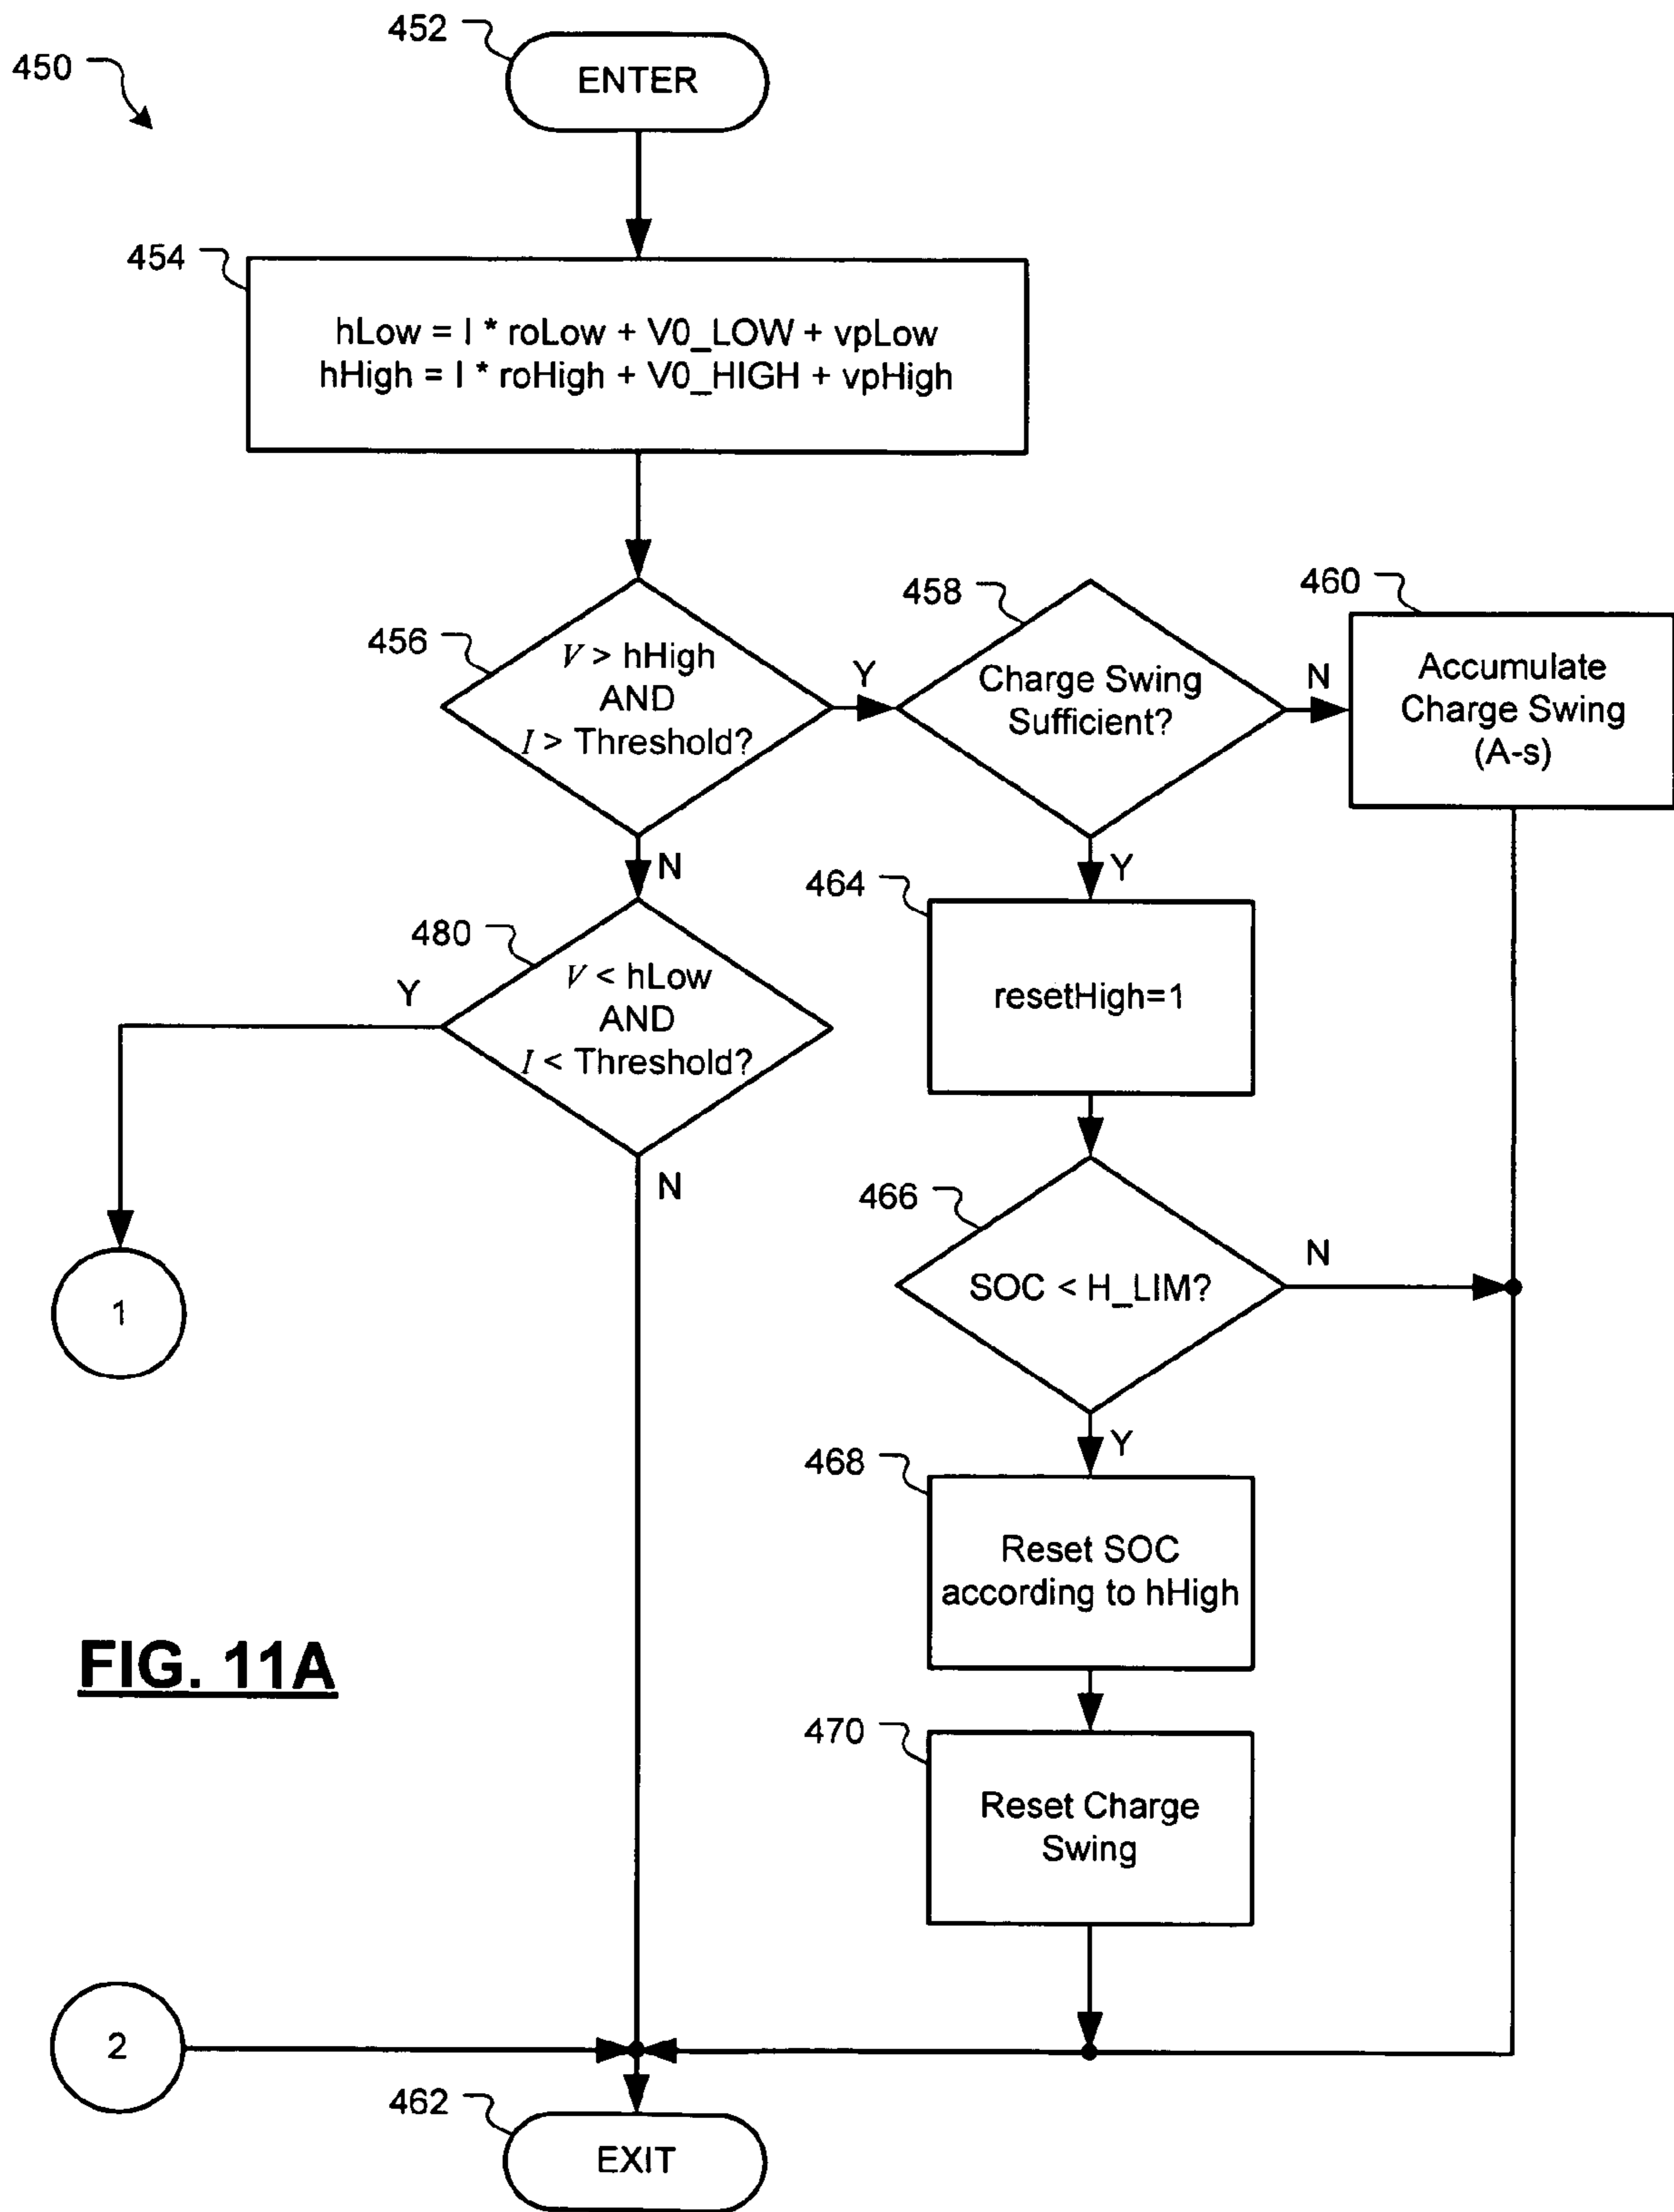 450
452
ENTER
454
hLow = I * roLow + V0_LOW + vpLow
hHigh = I * roHigh + V0_HIGH + vpHigh
456
V > hHigh
AND
I > Threshold?
Y
458
Charge Swing
Sufficient?
N
460
Accumulate
Charge Swing
(A-s)
N
Y
464
resetHigh=1
480
V < hLow
AND
I < Threshold?
Y
N
1
466
SOC < H_LIM?
N
Y
468
Reset SOC
according to hHigh
FIG. 11A
470
Reset Charge
Swing
2
462
EXIT